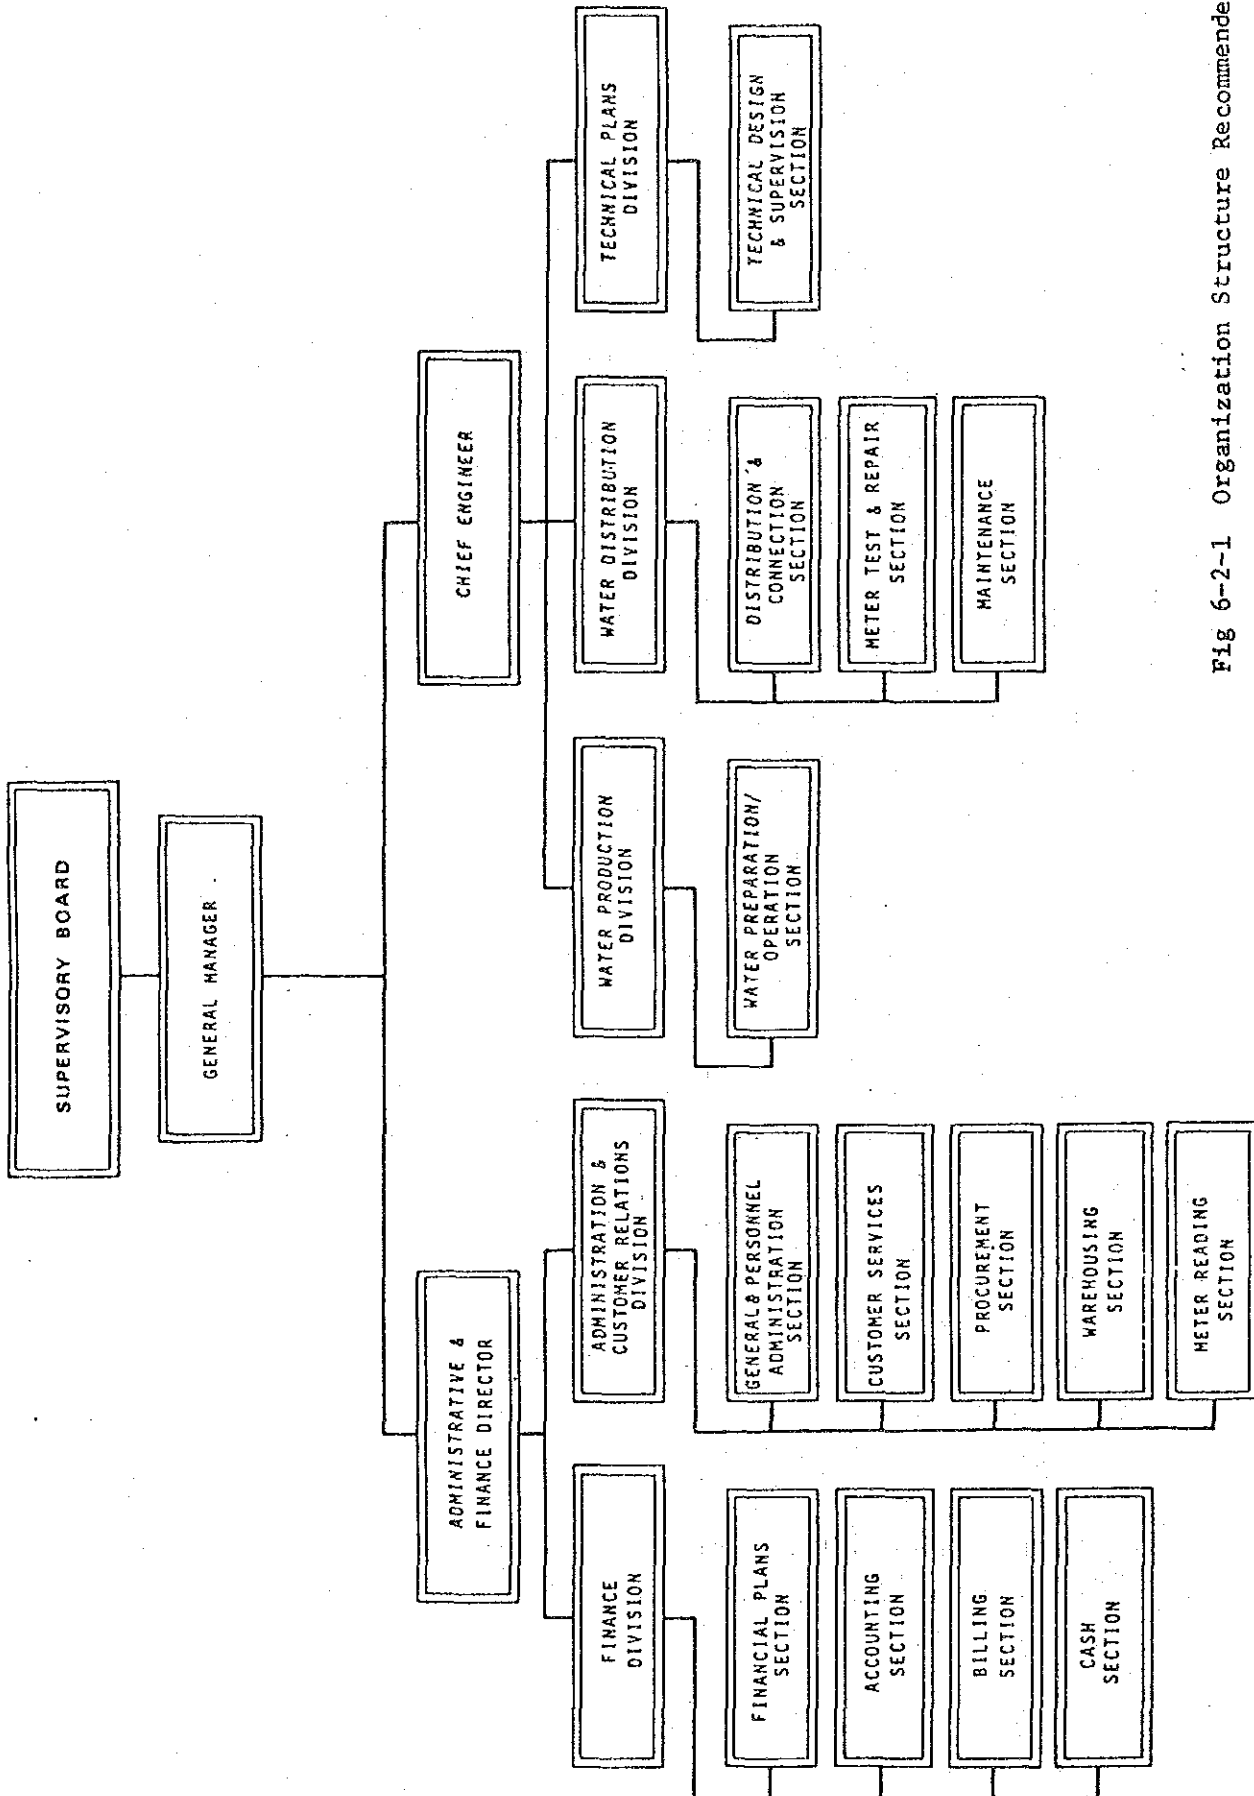 SUPERVISORY BOARD
GENERAL MANAGER
ADMINISTRATIVE &
FINANCE DIRECTOR
CHIEF ENGINEER
FINANCE
DIVISION
ADMINISTRATION &
CUSTOMER RELATIONS
DIVISION
WATER PRODUCTION
DIVISION
WATER DISTRIBUTION
DIVISION
TECHNICAL PLANS
DIVISION
FINANCIAL PLANS
SECTION
ACCOUNTING
SECTION
BILLING
SECTION
CASH
SECTION
GENERAL & PERSONNEL
ADMINISTRATION
SECTION
CUSTOMER SERVICES
SECTION
PROCUREMENT
SECTION
WAREHOUSING
SECTION
METER READING
SECTION
WATER PREPARATION/
OPERATION
SECTION
DISTRIBUTION &
CONNECTION
SECTION
METER TEST & REPAIR
SECTION
MAINTENANCE
SECTION
TECHNICAL DESIGN
& SUPERVISION
SECTION
Fig 6-2-1 Organization Structure Recommende